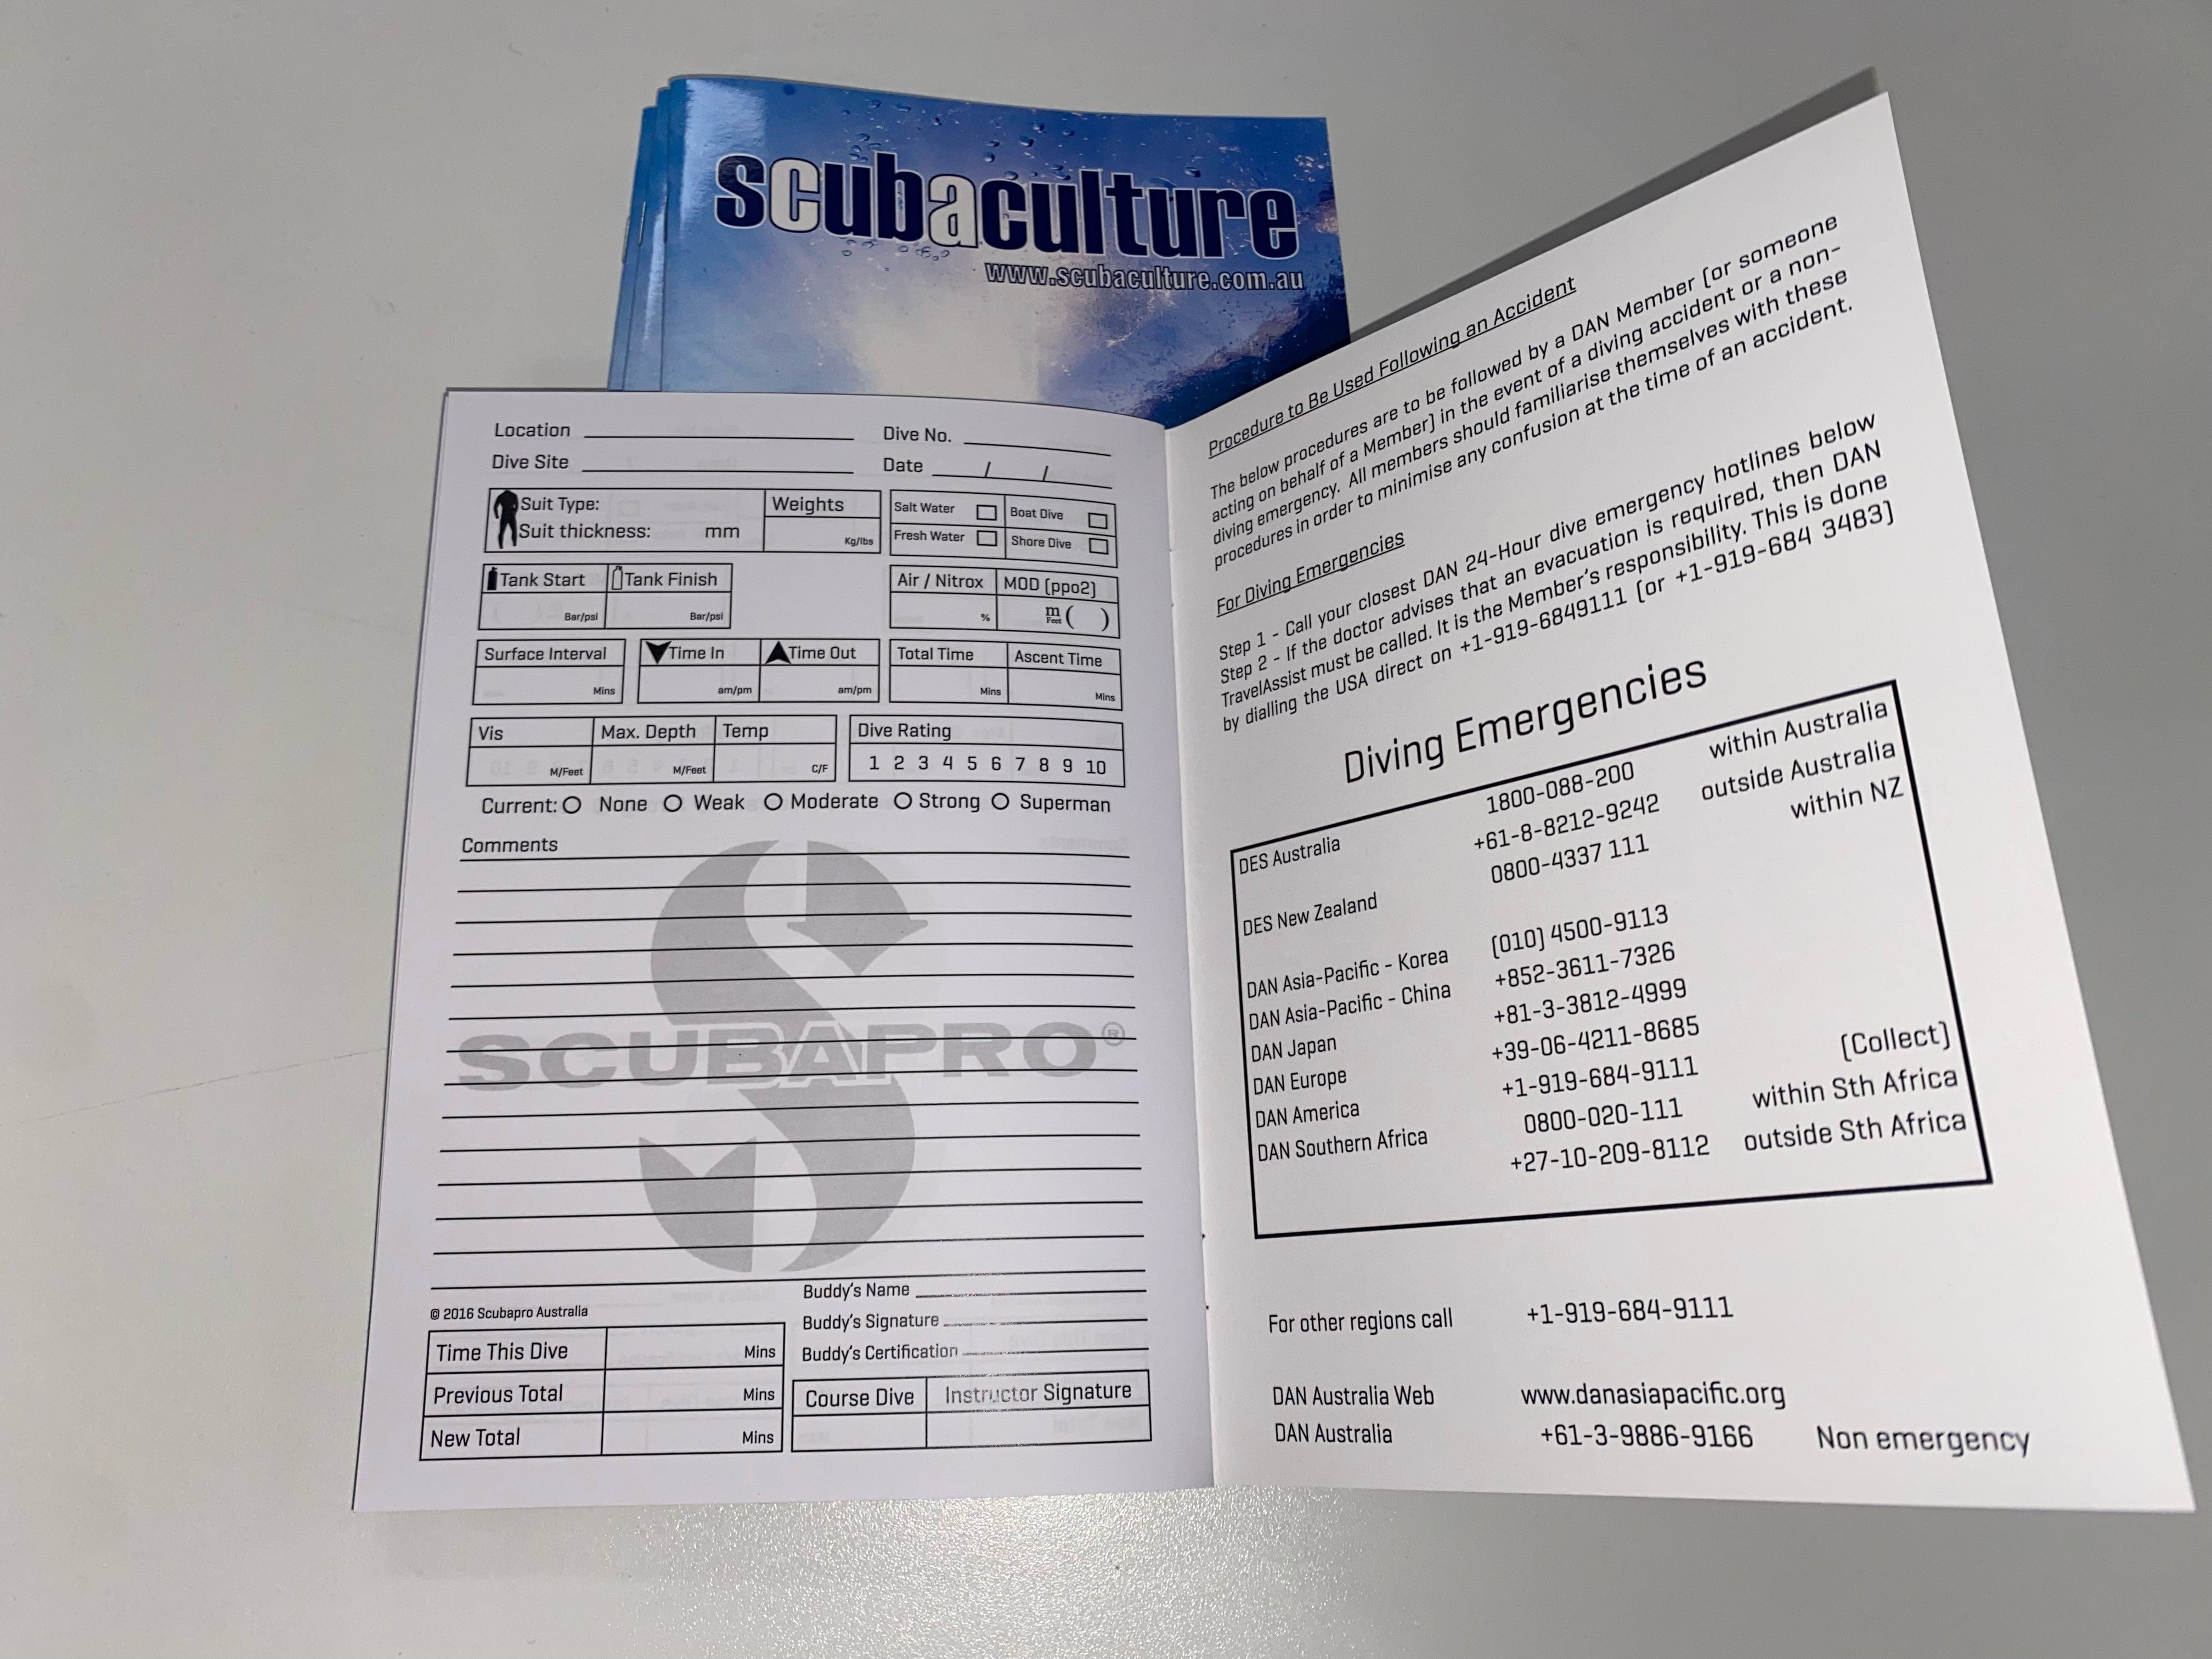 scubaculture
www.scubaculture.com.au
Location
Dive No.
Dive Site
Date / /
Suit Type:
Suit thickness: mm
Weights
Kg/lbs
Salt Water
Boat Dive
Fresh Water
Shore Dive
Tank Start
Tank Finish
Bar/psi
Bar/psi
Air / Nitrox
MOD (ppo2)
%
m
Feet
( )
Surface Interval
Time In
Time Out
Total Time
Ascent Time
Mins
am/pm
am/pm
Mins
Mins
Vis
Max. Depth
Temp
Dive Rating
M/Feet
M/Feet
C/F
1 2 3 4 5 6 7 8 9 10
Current: None Weak Moderate Strong Superman
Comments
SCUBAPRO®
© 2016 Scubapro Australia
Buddy's Name
Buddy's Signature
Buddy's Certification
Time This Dive Mins
Previous Total Mins
New Total Mins
Course Dive
Instructor Signature
Procedure to Be Used Following an Accident
The below procedures are to be followed by a DAN Member (or someone
acting on behalf of a Member) in the event of a diving accident or a non-
diving emergency. All members should familiarise themselves with these
procedures in order to minimise any confusion at the time of an accident.
For Diving Emergencies
Step 1 - Call your closest DAN 24-Hour dive emergency hotlines below
Step 2 - If the doctor advises that an evacuation is required, then DAN
TravelAssist must be called. It is the Member's responsibility. This is done
by dialling the USA direct on +1-919-6849111 (or +1-919-684 3483)
Diving Emergencies
DES Australia 1800-088-200 within Australia
+61-8-8212-9242 outside Australia
DES New Zealand 0800-4337 111 within NZ
DAN Asia-Pacific - Korea (010) 4500-9113
DAN Asia-Pacific - China +852-3611-7326
DAN Japan +81-3-3812-4999
DAN Europe +39-06-4211-8685
DAN America +1-919-684-9111 (Collect)
DAN Southern Africa 0800-020-111 within Sth Africa
+27-10-209-8112 outside Sth Africa
For other regions call +1-919-684-9111
DAN Australia Web www.danasiapacific.org
DAN Australia +61-3-9886-9166 Non emergency